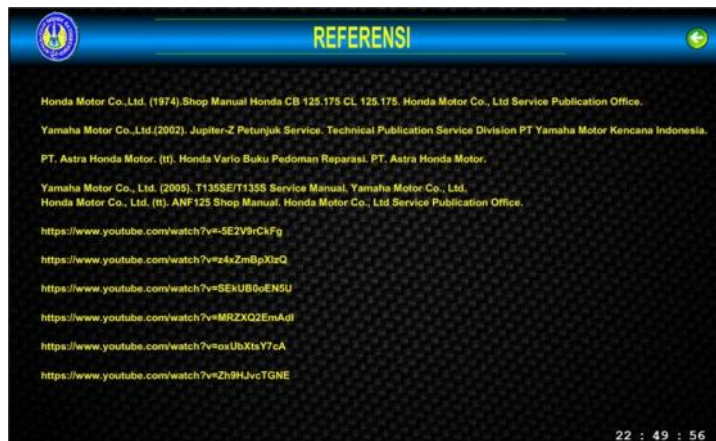 REFERENSI
Honda Motor Co.,Ltd. (1974).Shop Manual Honda CB 125.175 CL 125.175. Honda Motor Co., Ltd Service Publication Office.
Yamaha Motor Co.,Ltd.(2002). Jupiter-Z Petunjuk Service. Technical Publication Service Division PT Yamaha Motor Kencana Indonesia.
PT. Astra Honda Motor. (tt). Honda Vario Buku Pedoman Reparasi. PT. Astra Honda Motor.
Yamaha Motor Co., Ltd. (2005). T135SE/T135S Service Manual. Yamaha Motor Co., Ltd.
Honda Motor Co., Ltd. (tt). ANF125 Shop Manual. Honda Motor Co., Ltd Service Publication Office.
https://www.youtube.com/watch?v=-5E2V9rCkFg
https://www.youtube.com/watch?v=z4xZmBpXlzQ
https://www.youtube.com/watch?v=SEkUB0oEN5U
https://www.youtube.com/watch?v=MRZXQ2EmAdI
https://www.youtube.com/watch?v=oxUbXtsY7cA
https://www.youtube.com/watch?v=Zh9HJvcTGNE
22 : 49 : 56